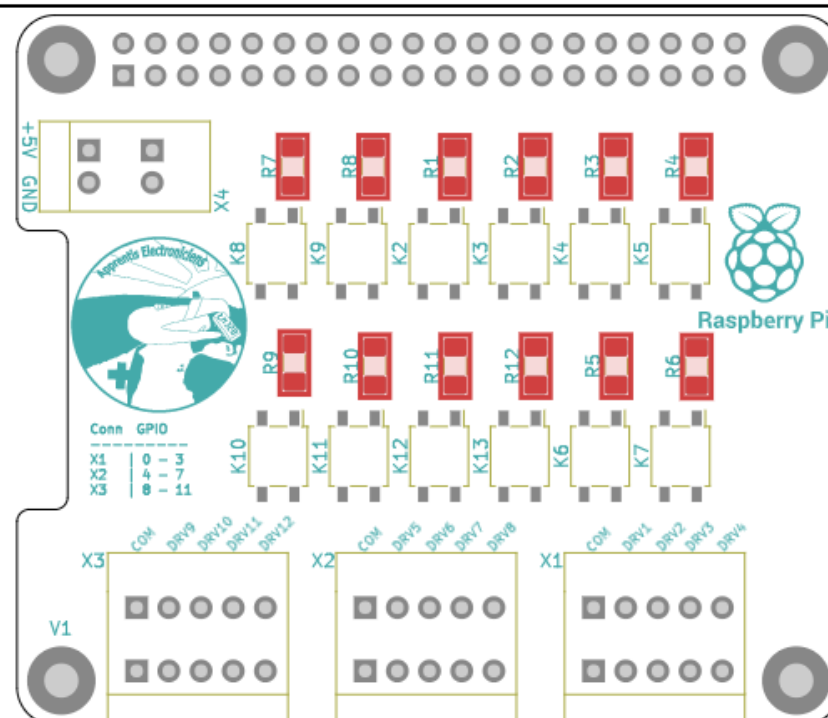 +5V
GND
X4
R7
R8
R1
R2
R3
R4
K8
K9
K2
K3
K4
K5
Apprentis Electroniciens
Raspberry Pi
R9
R10
R11
R12
R5
R6
K10
K11
K12
K13
K6
K7
Conn GPIO
---------
X1 | 0 - 3
X2 | 4 - 7
X3 | 8 - 11
X3
COM DRV9 DRV10 DRV11 DRV12
X2
COM DRV5 DRV6 DRV7 DRV8
X1
COM DRV1 DRV2 DRV3 DRV4
V1